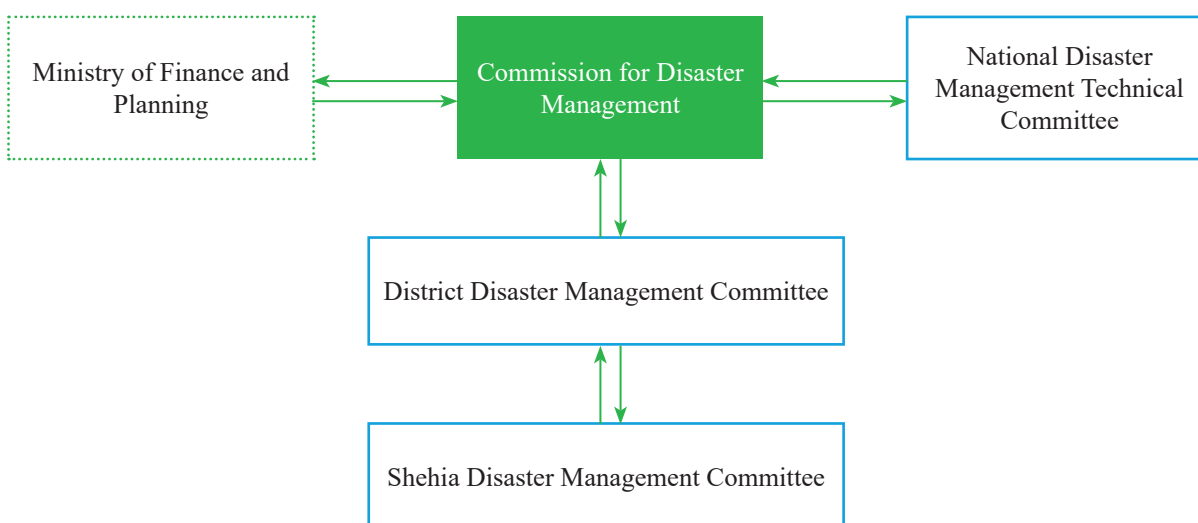 Ministry of Finance and
Planning
Commission for Disaster
Management
National Disaster
Management Technical
Committee
District Disaster Management Committee
Shehia Disaster Management Committee